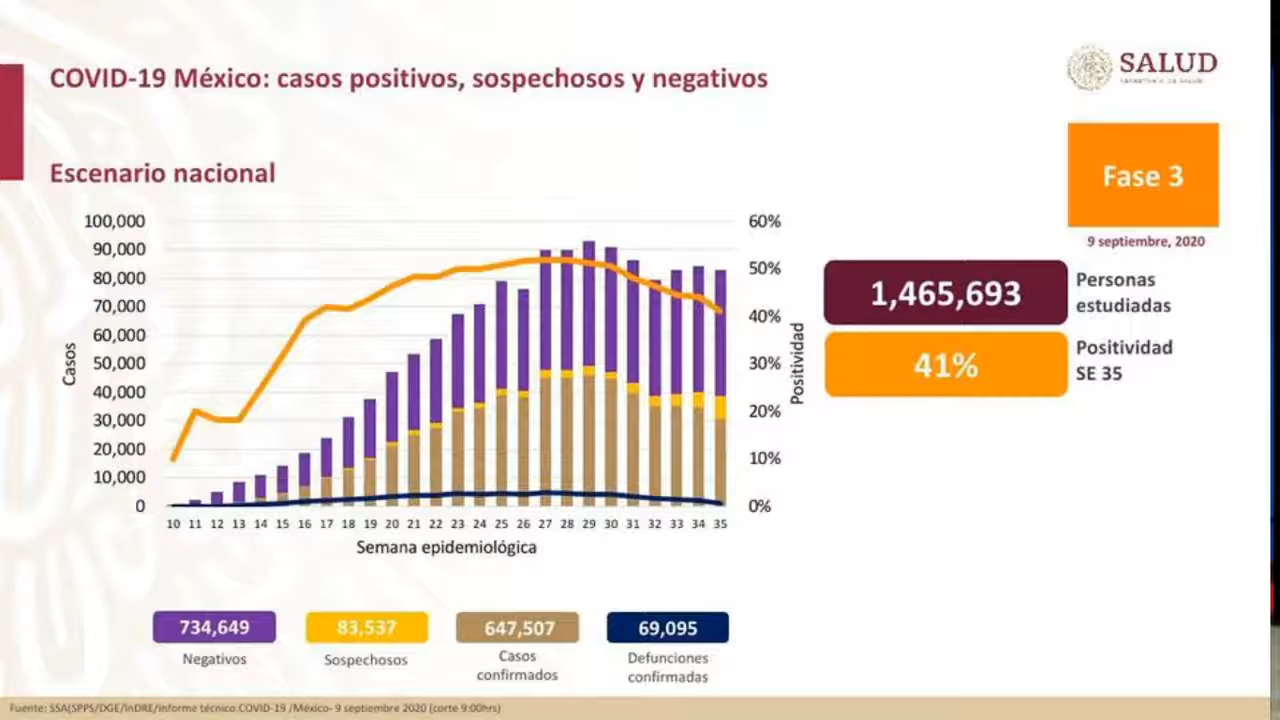 COVID-19 México: casos positivos, sospechosos y negativos
SALUD
SECRETARÍA DE SALUD
Escenario nacional
Fase 3
9 septiembre, 2020
100,000
90,000
80,000
70,000
60,000
50,000
40,000
30,000
20,000
10,000
0
Casos
60%
50%
40%
30%
20%
10%
0%
Positividad
10 11 12 13 14 15 16 17 18 19 20 21 22 23 24 25 26 27 28 29 30 31 32 33 34 35
Semana epidemiológica
1,465,693
Personas
estudiadas
41%
Positividad
SE 35
734,649
Negativos
83,537
Sospechosos
647,507
Casos
confirmados
69,095
Defunciones
confirmadas
Fuente: SSA(SPPS/DGE/InDRE/Informe técnico.COVID-19 /México- 9 septiembre 2020 (corte 9:00hrs)